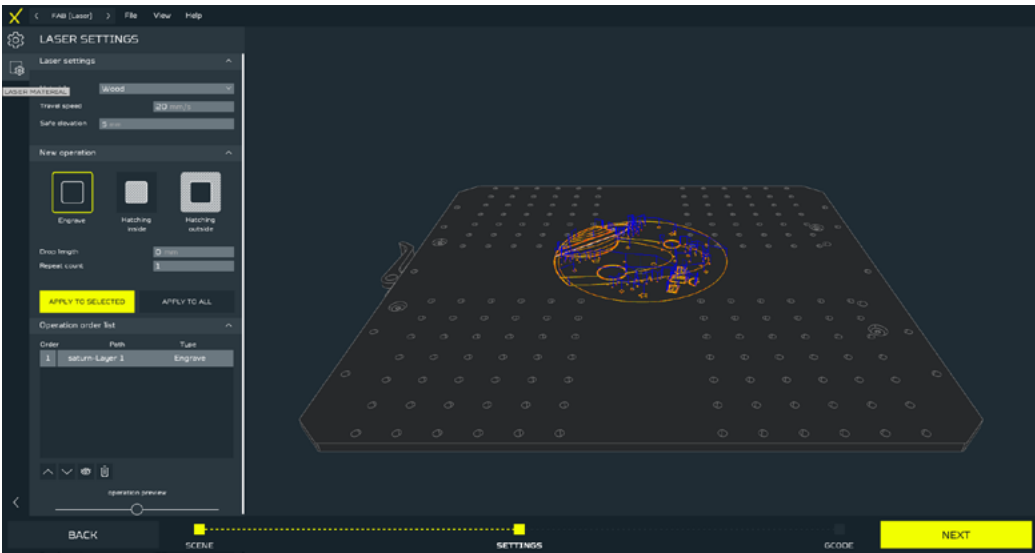 FAB [Laser] File View Help
LASER SETTINGS
Laser settings
LASER MATERIAL
Wood
Travel speed 20 mm/s
Safe elevation 5 mm
New operation
Engrave Hatching inside Hatching outside
Drop length 0 mm
Repeat count 1
APPLY TO SELECTED APPLY TO ALL
Operation order list
Order Path Type
1 saturn-Layer 1 Engrave
operation preview
BACK SCENE SETTINGS GCODE NEXT